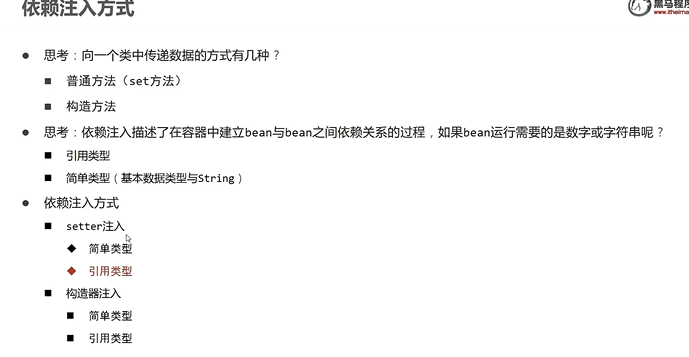 依赖注入方式
黑马程序
www.itheima
思考：向一个类中传递数据的方式有几种？
普通方法（set方法）
构造方法
思考：依赖注入描述了在容器中建立bean与bean之间依赖关系的过程，如果bean运行需要的是数字或字符串呢？
引用类型
简单类型（基本数据类型与String）
依赖注入方式
setter注入
简单类型
引用类型
构造器注入
简单类型
引用类型